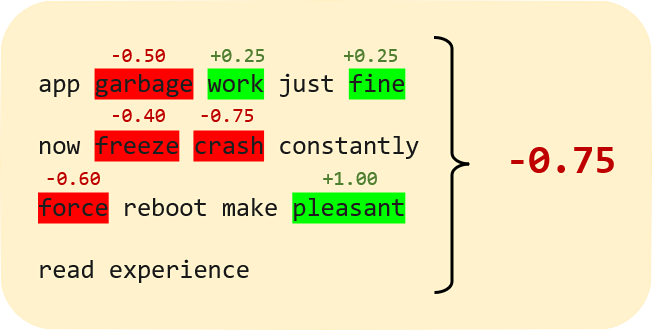 -0.50 +0.25 +0.25
app garbage work just fine
-0.40 -0.75
now freeze crash constantly
-0.60 +1.00
force reboot make pleasant
read experience
-0.75